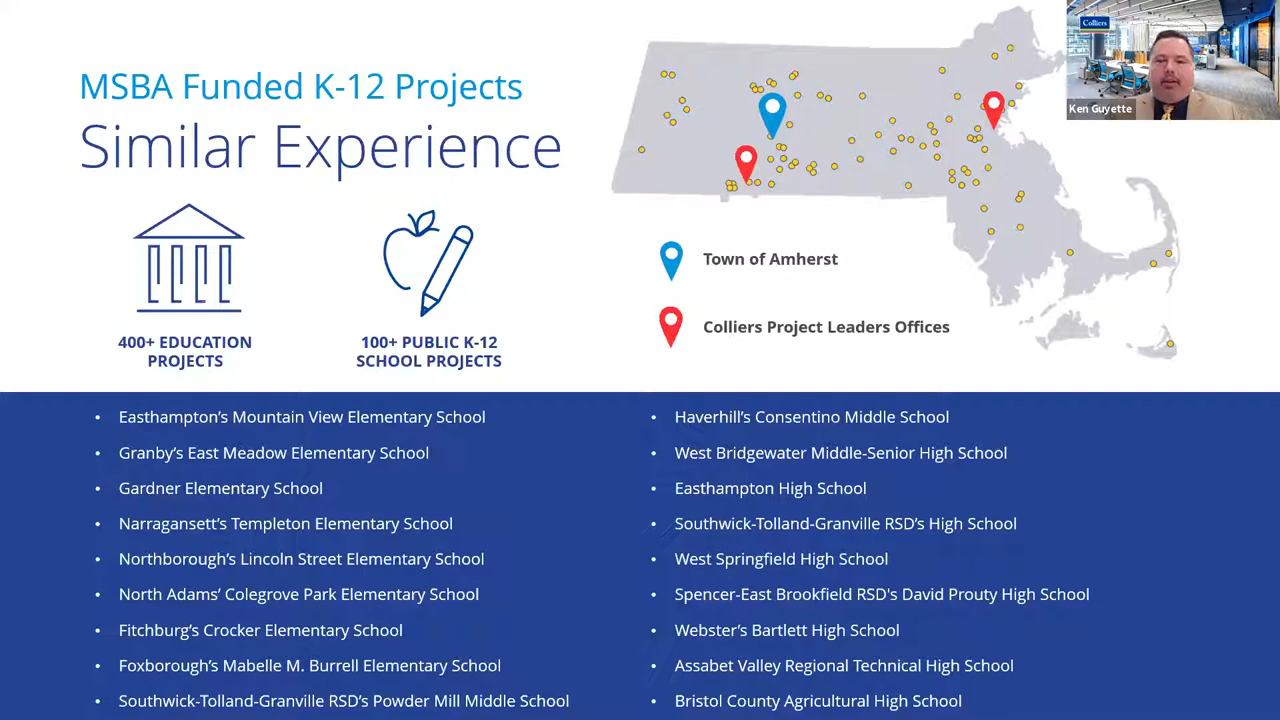 MSBA Funded K-12 Projects
Similar Experience
400+ EDUCATION
PROJECTS
100+ PUBLIC K-12
SCHOOL PROJECTS
Town of Amherst
Colliers Project Leaders Offices
Colliers
Ken Guyette
• Easthampton’s Mountain View Elementary School
• Granby’s East Meadow Elementary School
• Gardner Elementary School
• Narragansett’s Templeton Elementary School
• Northborough’s Lincoln Street Elementary School
• North Adams’ Colegrove Park Elementary School
• Fitchburg’s Crocker Elementary School
• Foxborough’s Mabelle M. Burrell Elementary School
• Southwick-Tolland-Granville RSD’s Powder Mill Middle School
• Haverhill’s Consentino Middle School
• West Bridgewater Middle-Senior High School
• Easthampton High School
• Southwick-Tolland-Granville RSD’s High School
• West Springfield High School
• Spencer-East Brookfield RSD's David Prouty High School
• Webster’s Bartlett High School
• Assabet Valley Regional Technical High School
• Bristol County Agricultural High School